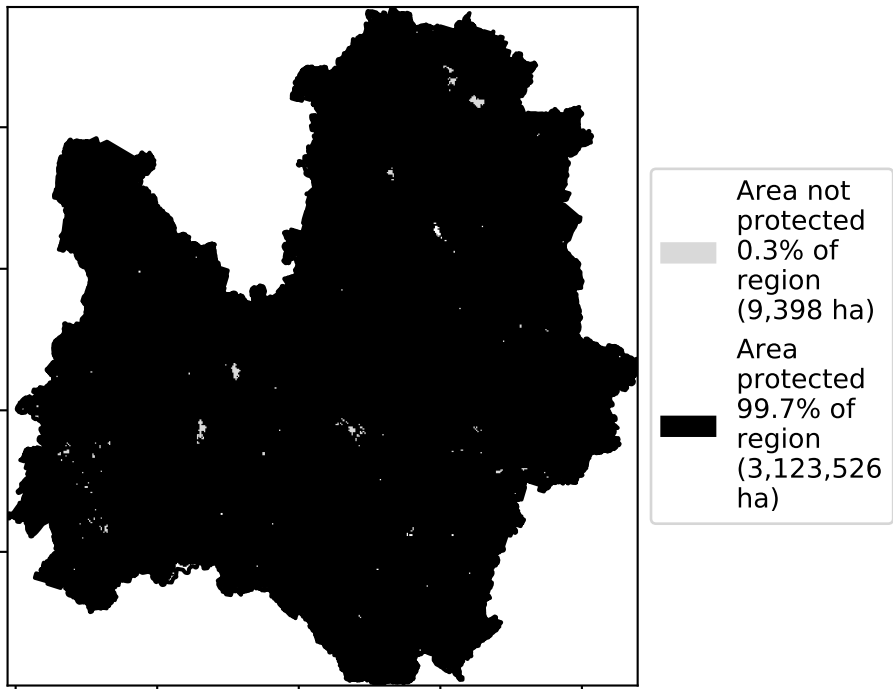 Area not
protected
0.3% of
region
(9,398 ha)
Area
protected
99.7% of
region
(3,123,526
ha)